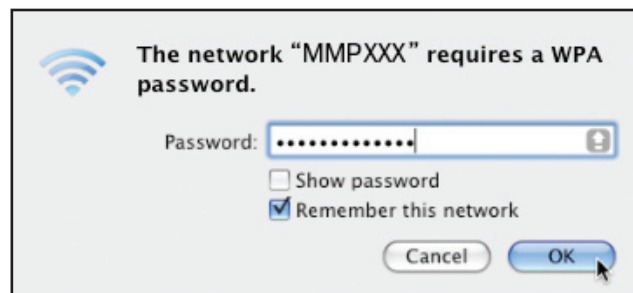 The network “MMPXXX” requires a WPA
password.
Password: •••••••••••••
Show password
Remember this network
Cancel OK